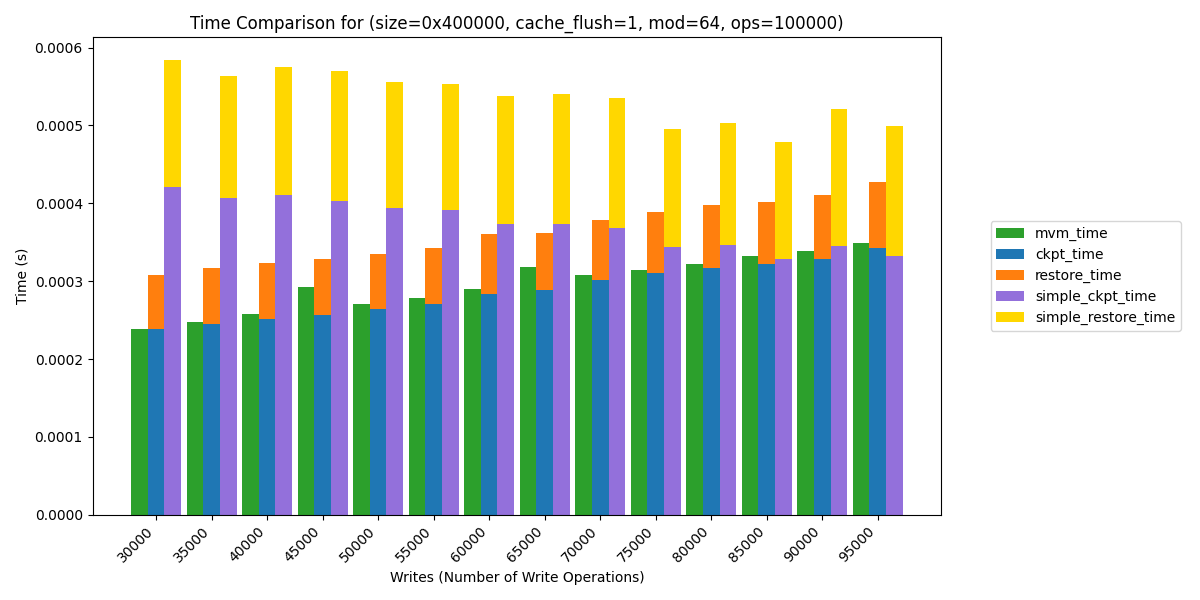 Time Comparison for (size=0x400000, cache_flush=1, mod=64, ops=100000)
Time (s)
0.0006
0.0005
0.0004
0.0003
0.0002
0.0001
0.0000
30000
35000
40000
45000
50000
55000
60000
65000
70000
75000
80000
85000
90000
95000
Writes (Number of Write Operations)
mvm_time
ckpt_time
restore_time
simple_ckpt_time
simple_restore_time